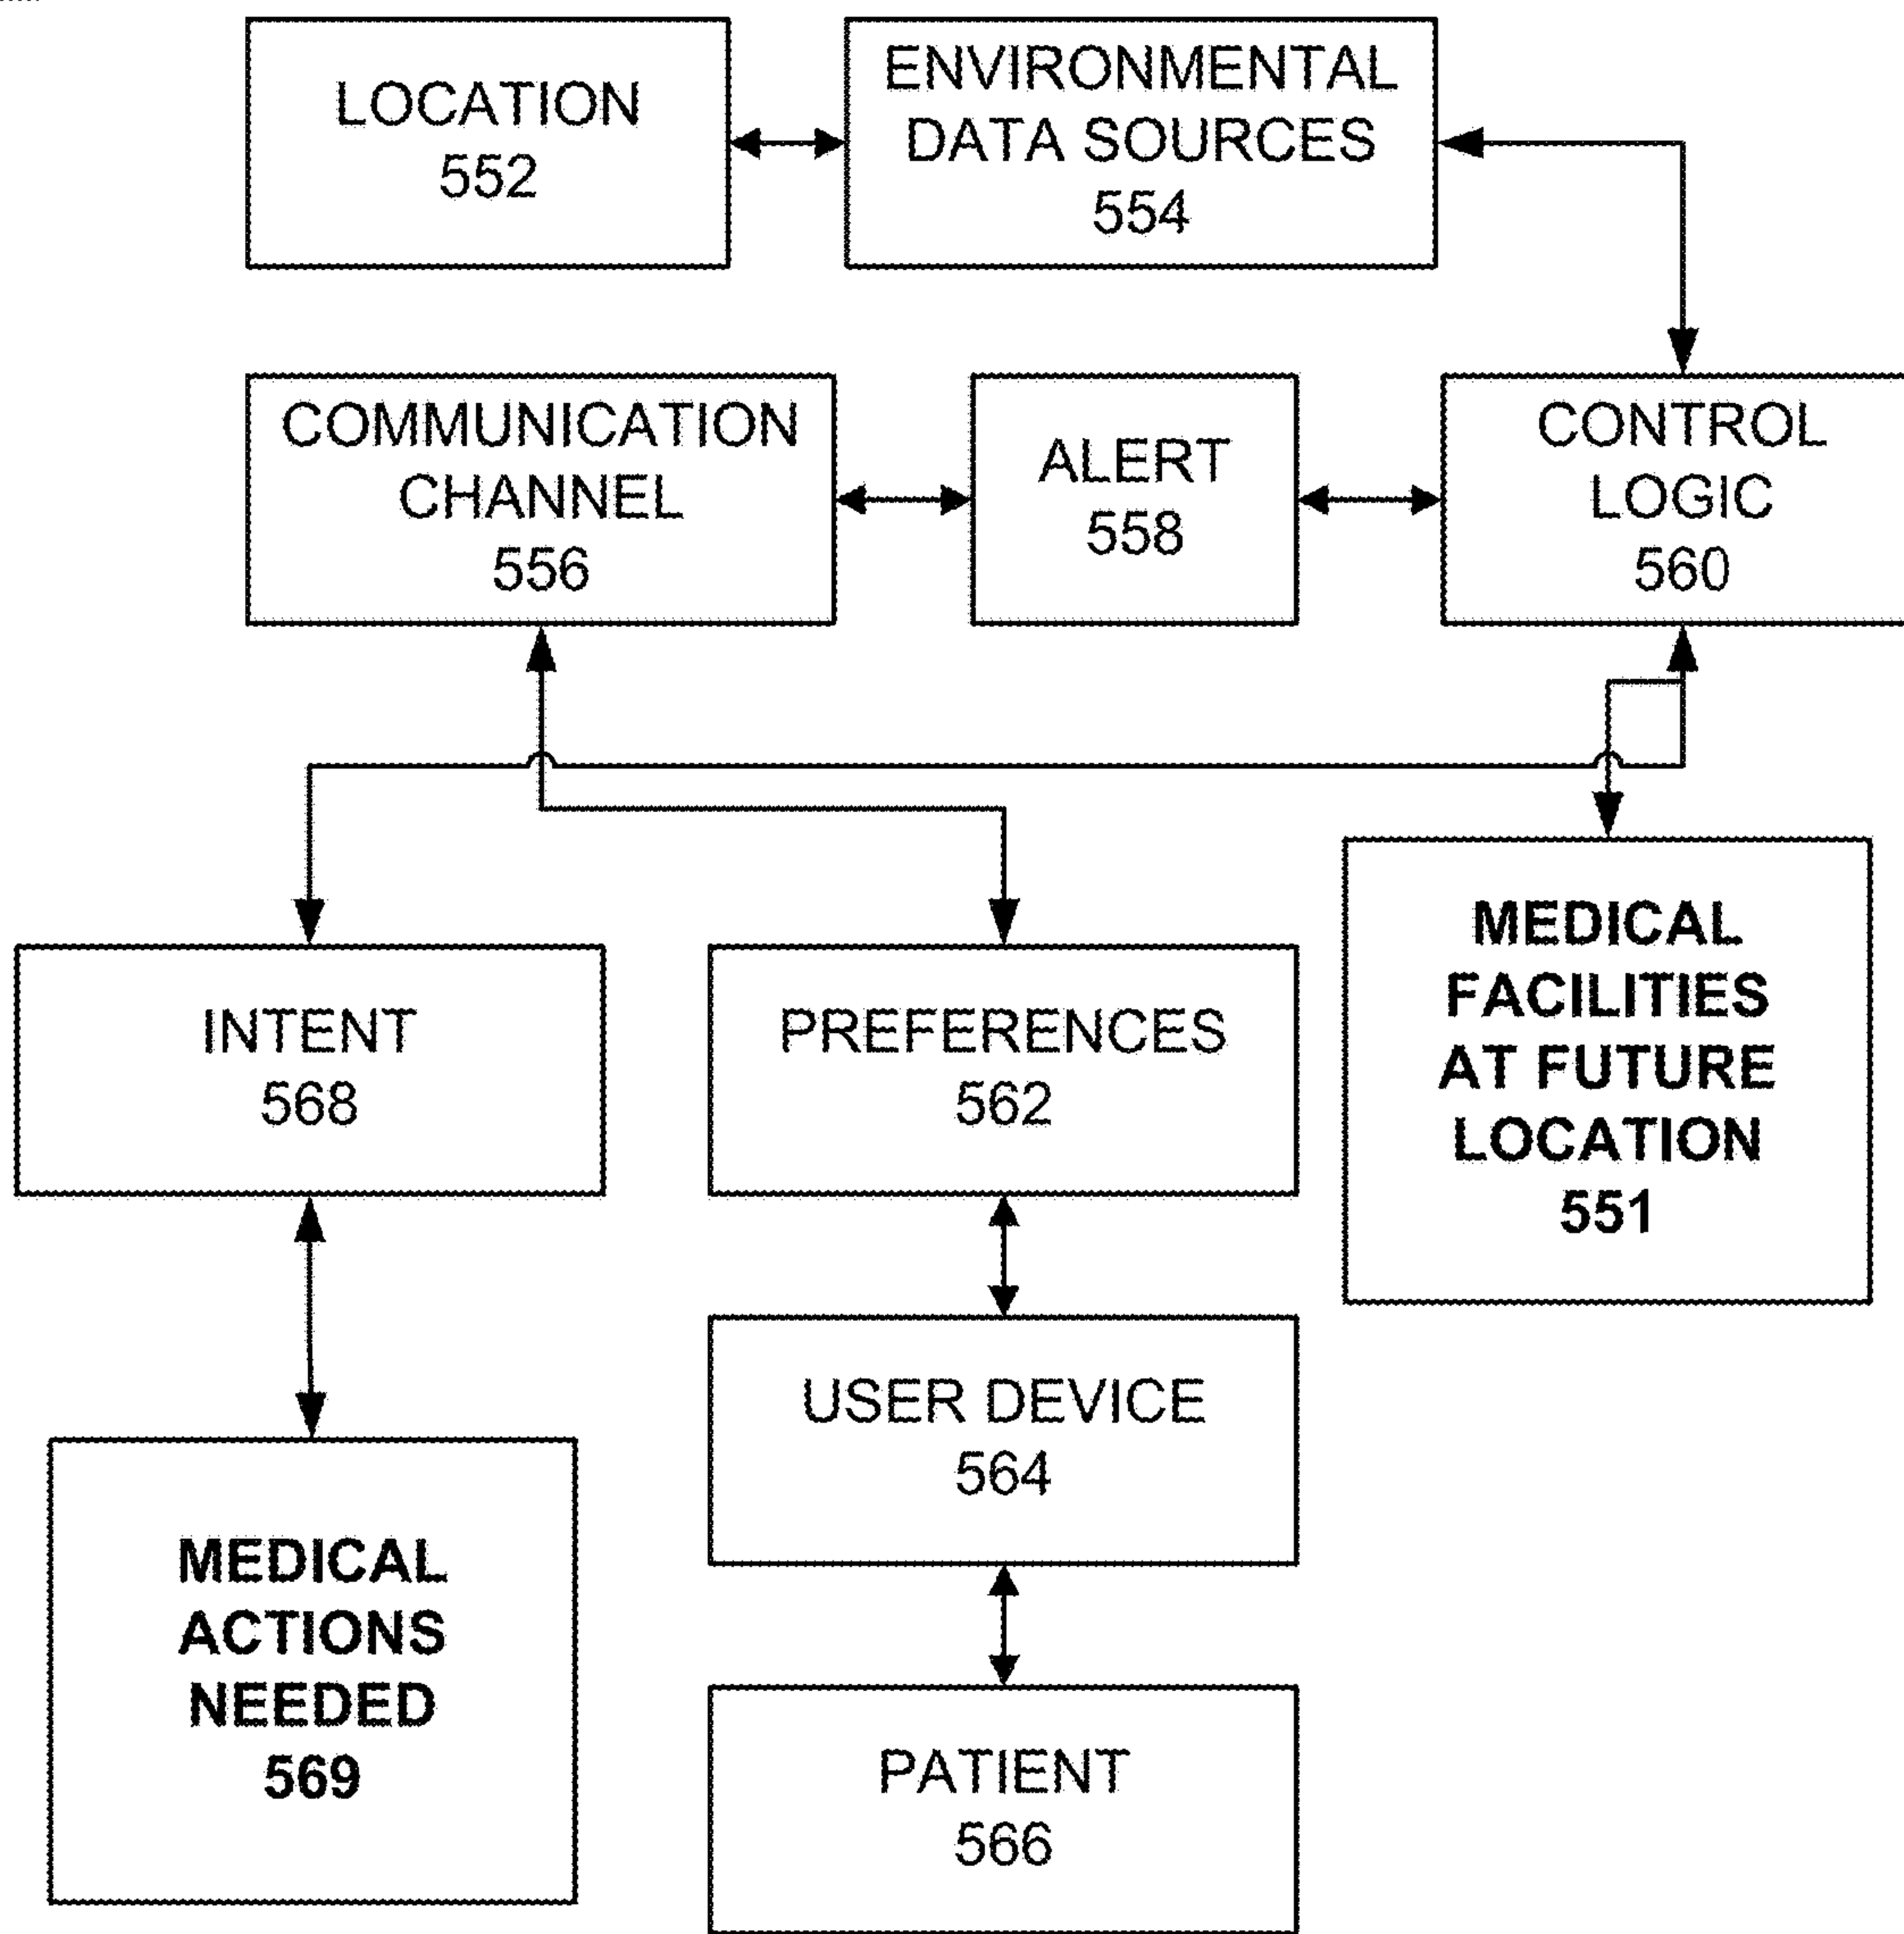 LOCATION
552
ENVIRONMENTAL
DATA SOURCES
554
COMMUNICATION
CHANNEL
556
ALERT
558
CONTROL
LOGIC
560
INTENT
568
PREFERENCES
562
MEDICAL
FACILITIES
AT FUTURE
LOCATION
551
USER DEVICE
564
MEDICAL
ACTIONS
NEEDED
569
PATIENT
566